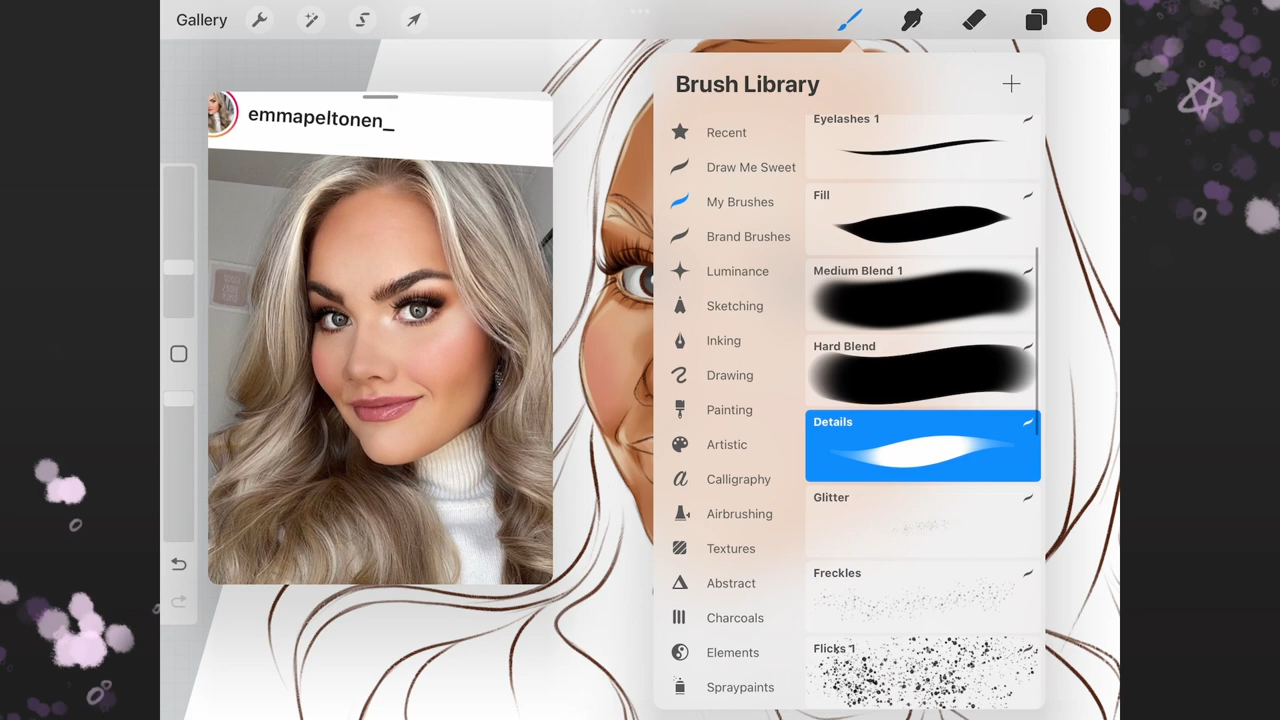 Gallery
emmapeltonen_
Brush Library
Recent
Draw Me Sweet
My Brushes
Brand Brushes
Luminance
Sketching
Inking
Drawing
Painting
Artistic
Calligraphy
Airbrushing
Textures
Abstract
Charcoals
Elements
Spraypaints
Eyelashes 1
Fill
Medium Blend 1
Hard Blend
Details
Glitter
Freckles
Flicks 1